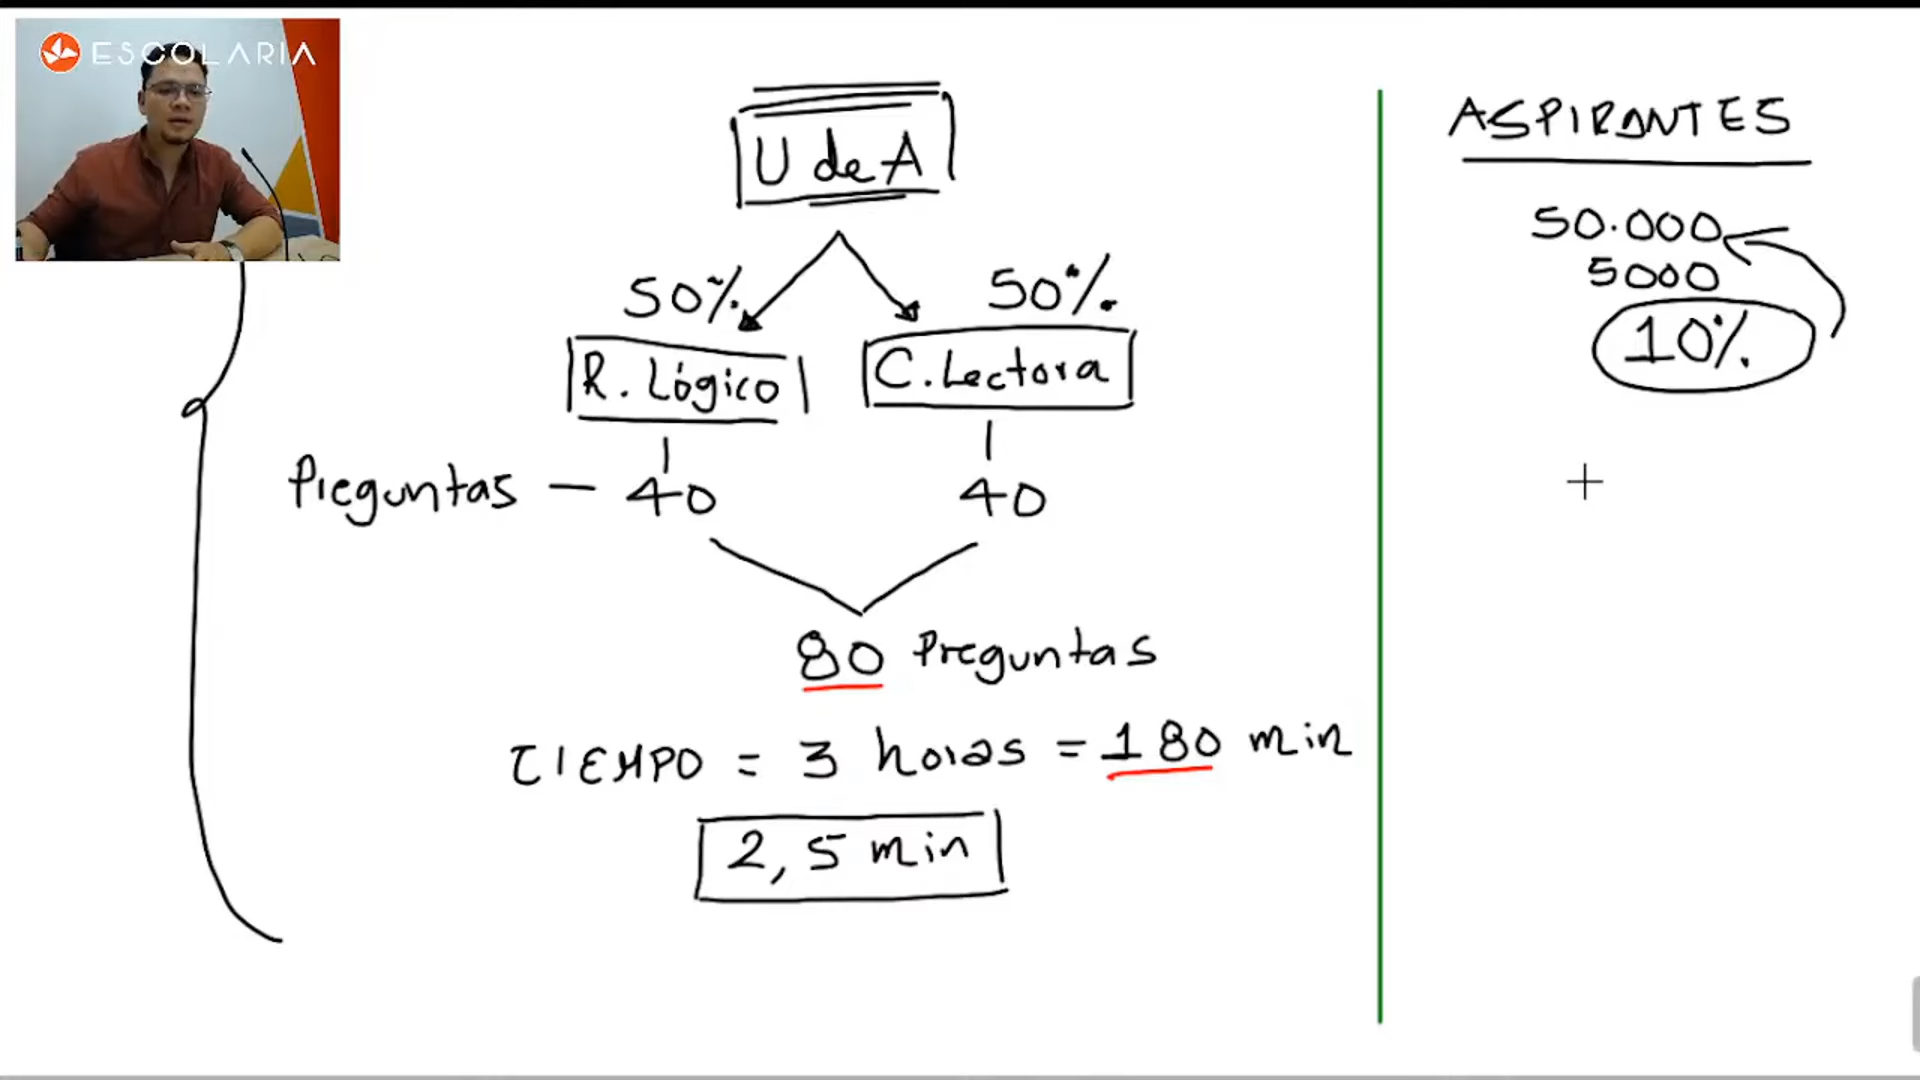 ESCOLARIA
U de A
50% 50%
R. Lógico C. Lectora
Preguntas — 40 40
80 Preguntas
TIEMPO = 3 horas = 180 min
2,5 min
ASPIRANTES
50.000
5000
10%